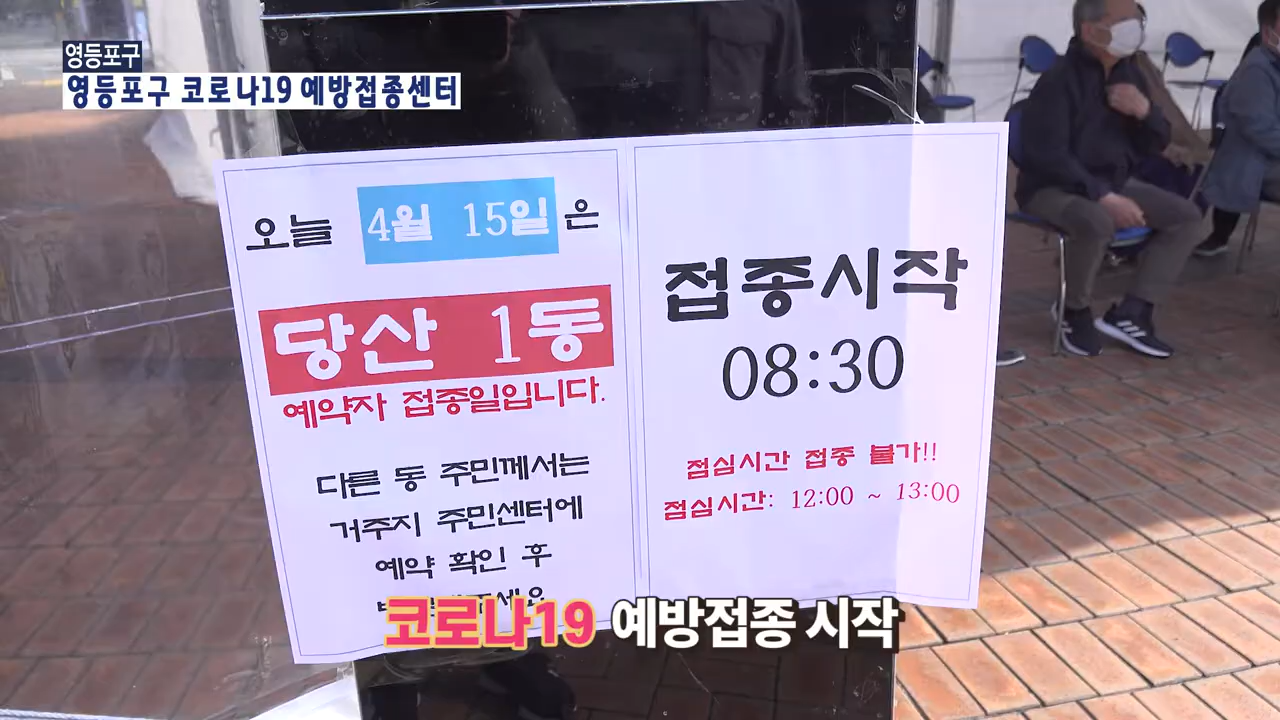 영등포구
영등포구 코로나19 예방접종센터
오늘 4월 15일 은
당산 1동
예약자 접종일입니다.
다른 동 주민께서는
거주지 주민센터에
예약 확인 후
접종시작
08:30
점심시간 접종 불가!!
점심시간: 12:00 ~ 13:00
코로나19 예방접종 시작